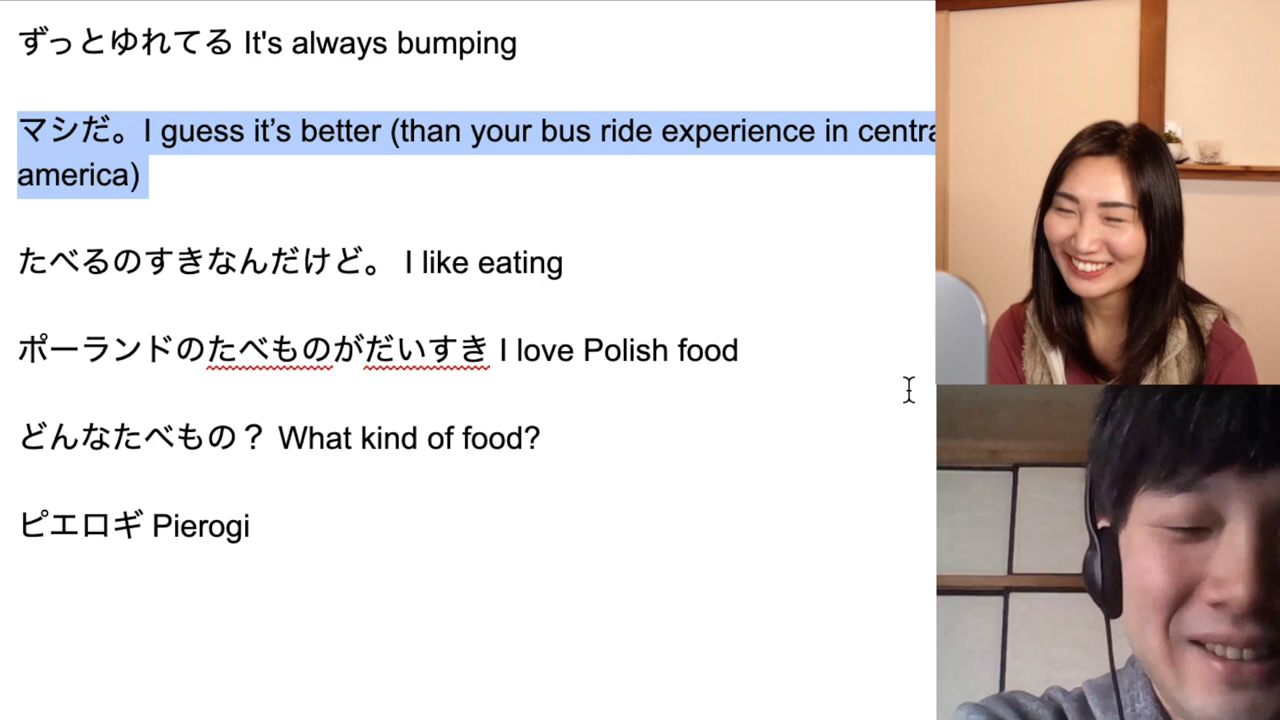 ずっとゆれてる It's always bumping
マシだ。I guess it’s better (than your bus ride experience in centra
america)
たべるのすきなんだけど。 I like eating
ポーランドのたべものがだいすき I love Polish food
どんなたべもの？ What kind of food?
ピエロギ Pierogi